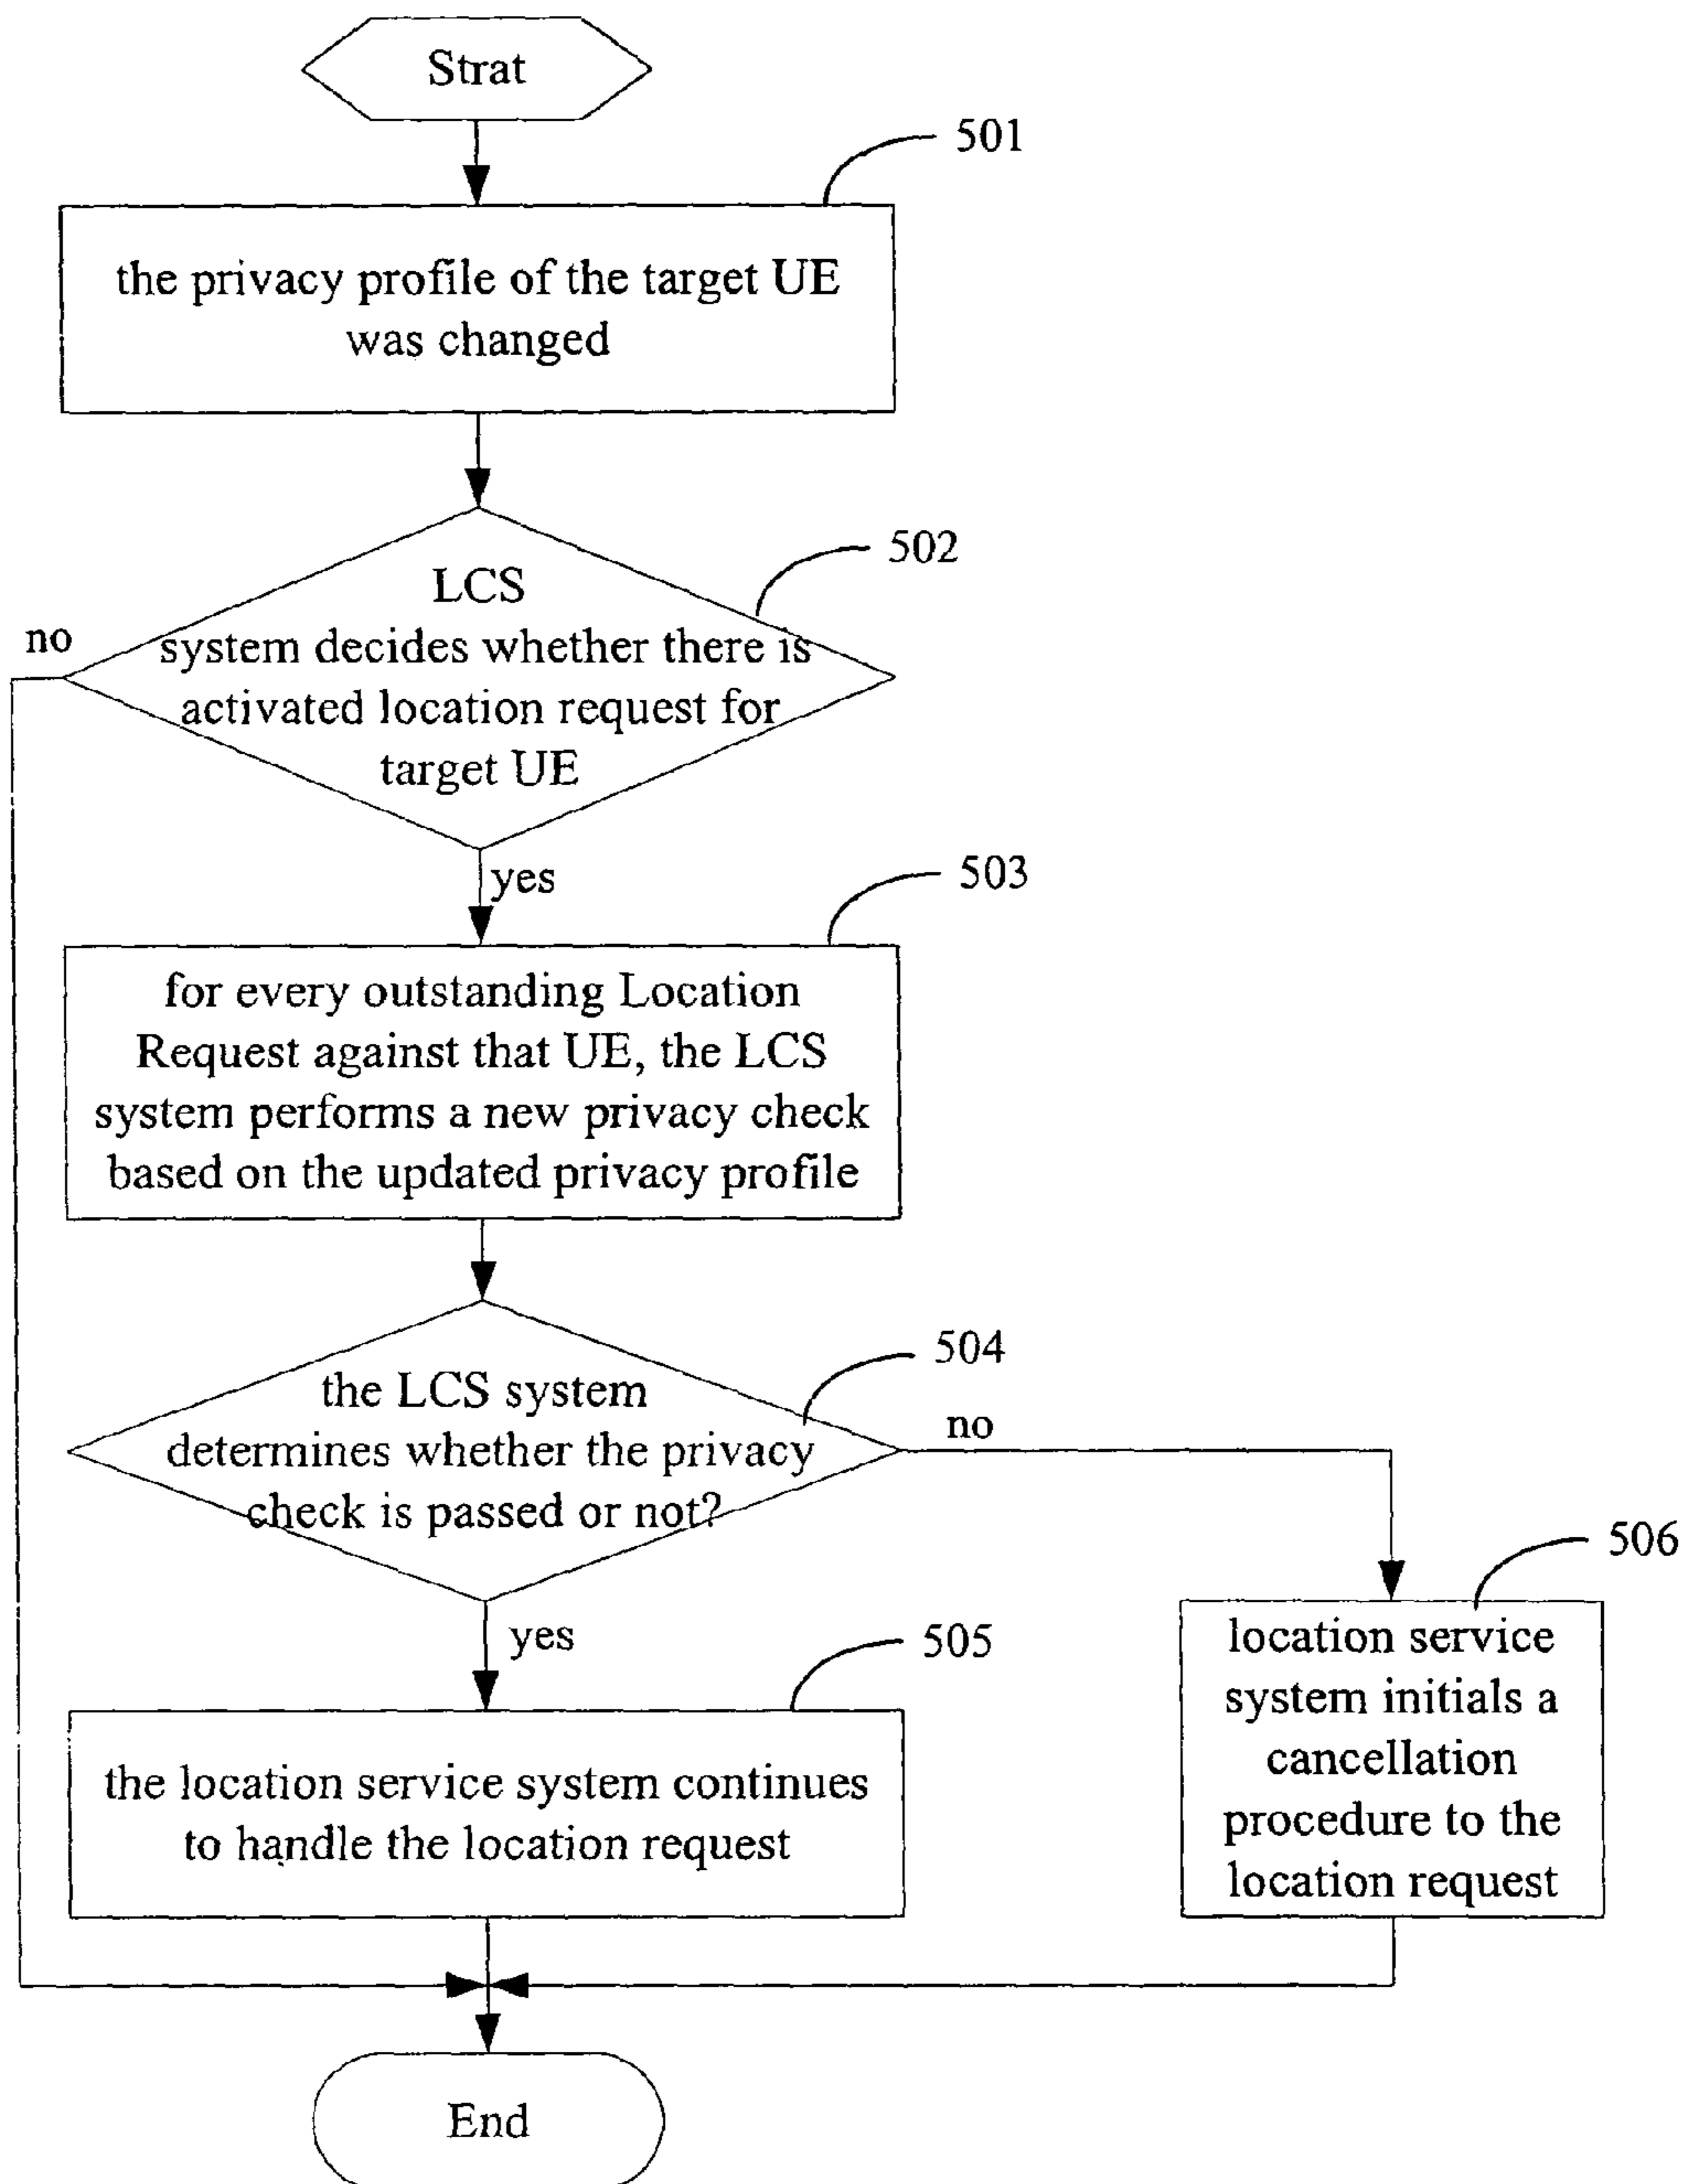 Strat
501
the privacy profile of the target UE
was changed
502
LCS
system decides whether there is
activated location request for
target UE
no
yes
503
for every outstanding Location
Request against that UE, the LCS
system performs a new privacy check
based on the updated privacy profile
504
the LCS system
determines whether the privacy
check is passed or not?
no
yes
505
the location service system continues
to handle the location request
506
location service
system initials a
cancellation
procedure to the
location request
End